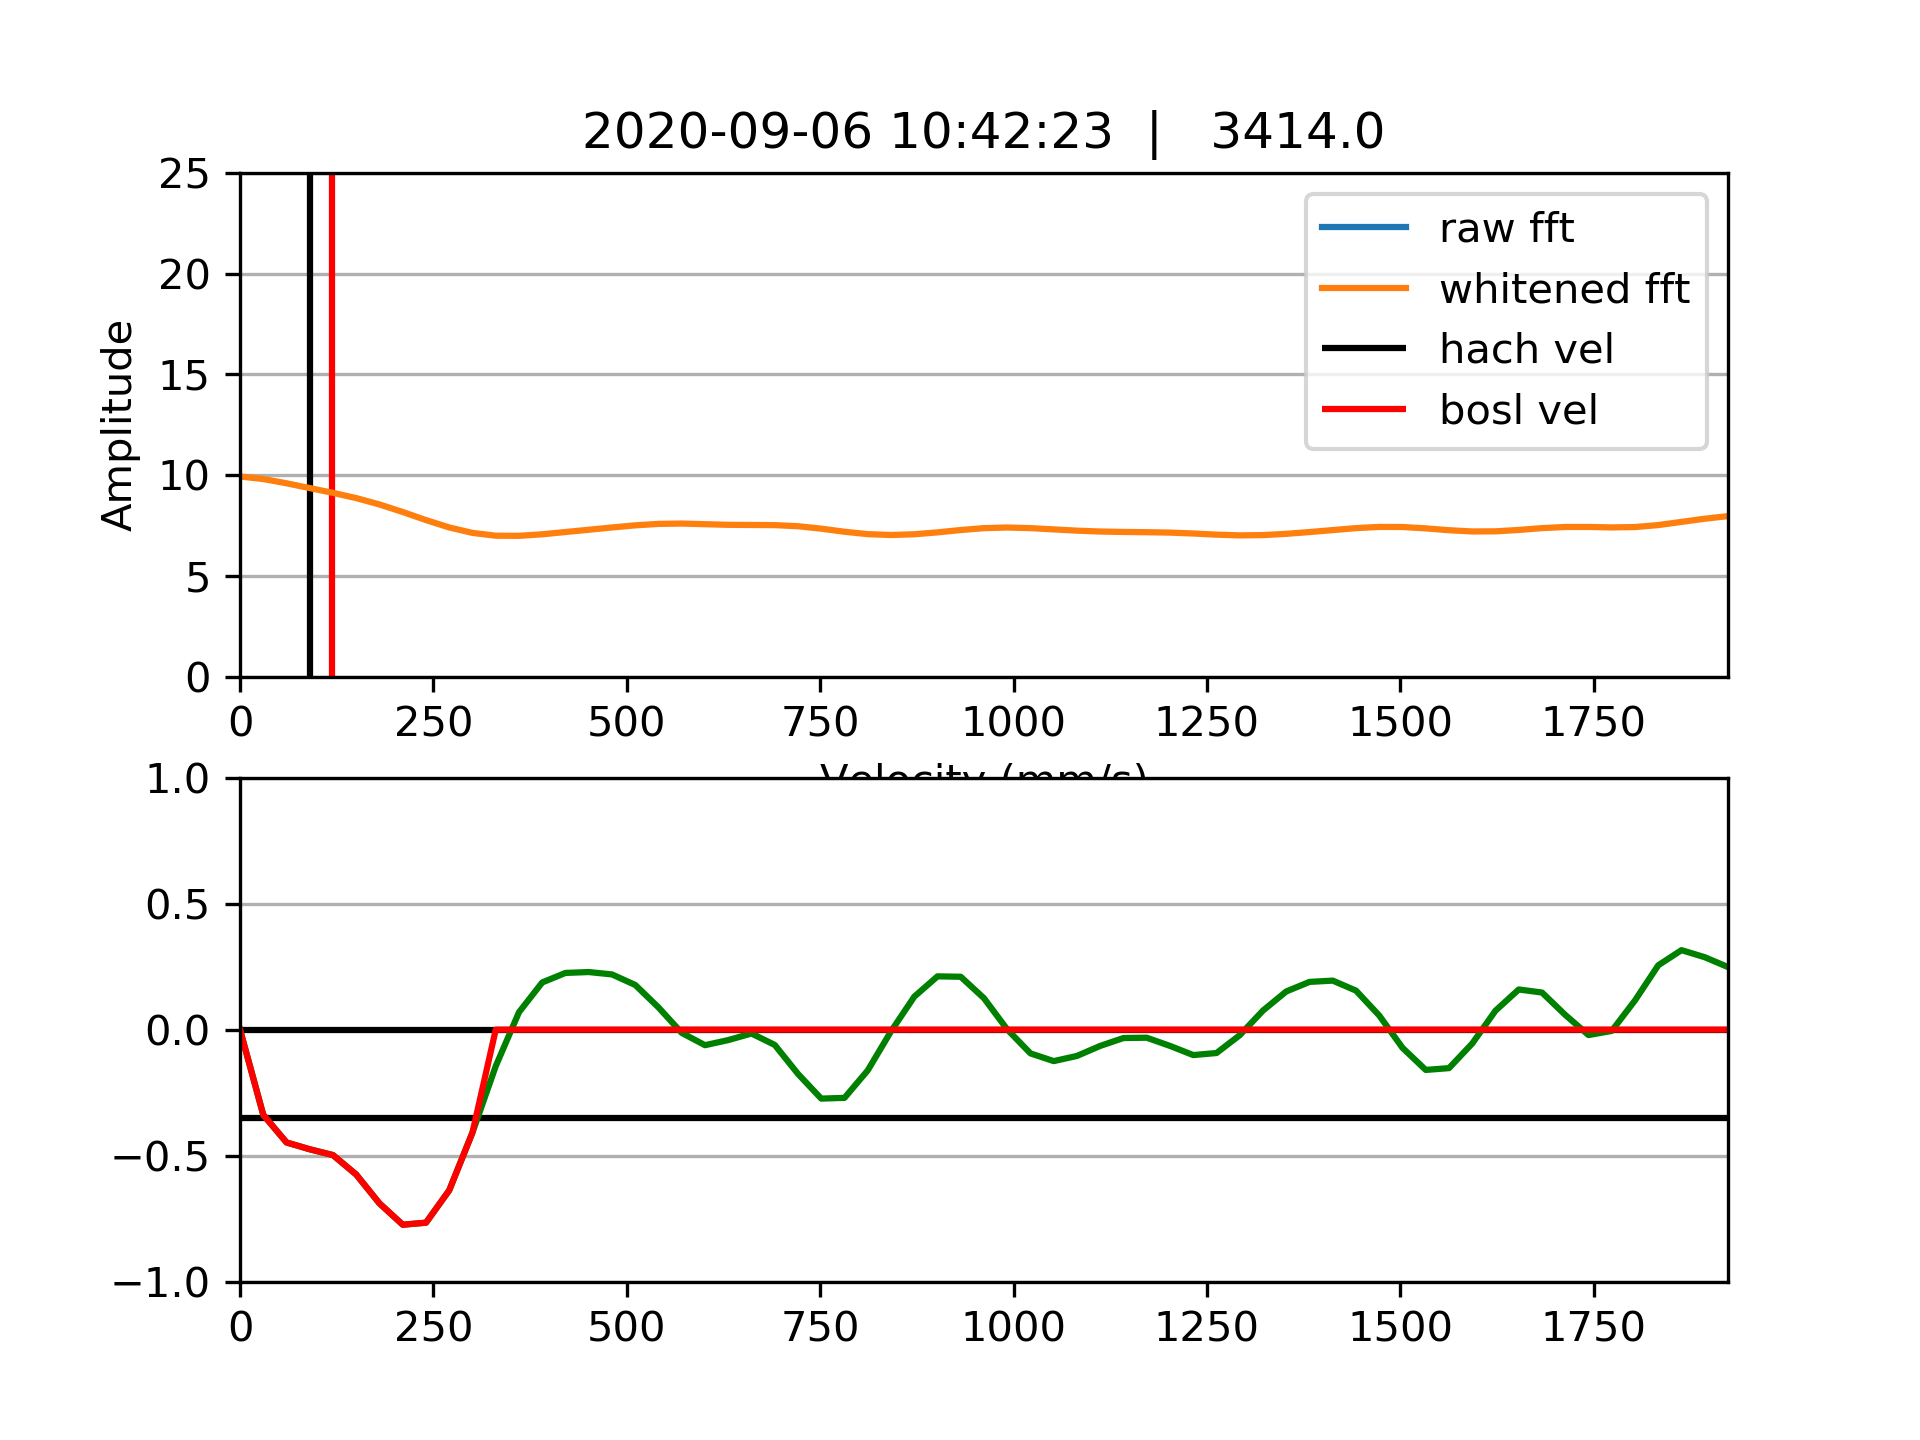 2020-09-06 10:42:23 | 3414.0
25
20
15
10
5
0
Amplitude
raw fft
whitened fft
hach vel
bosl vel
0 250 500 750 1000 1250 1500 1750
Velocity (mm/s)
1.0
0.5
0.0
−0.5
−1.0
0 250 500 750 1000 1250 1500 1750